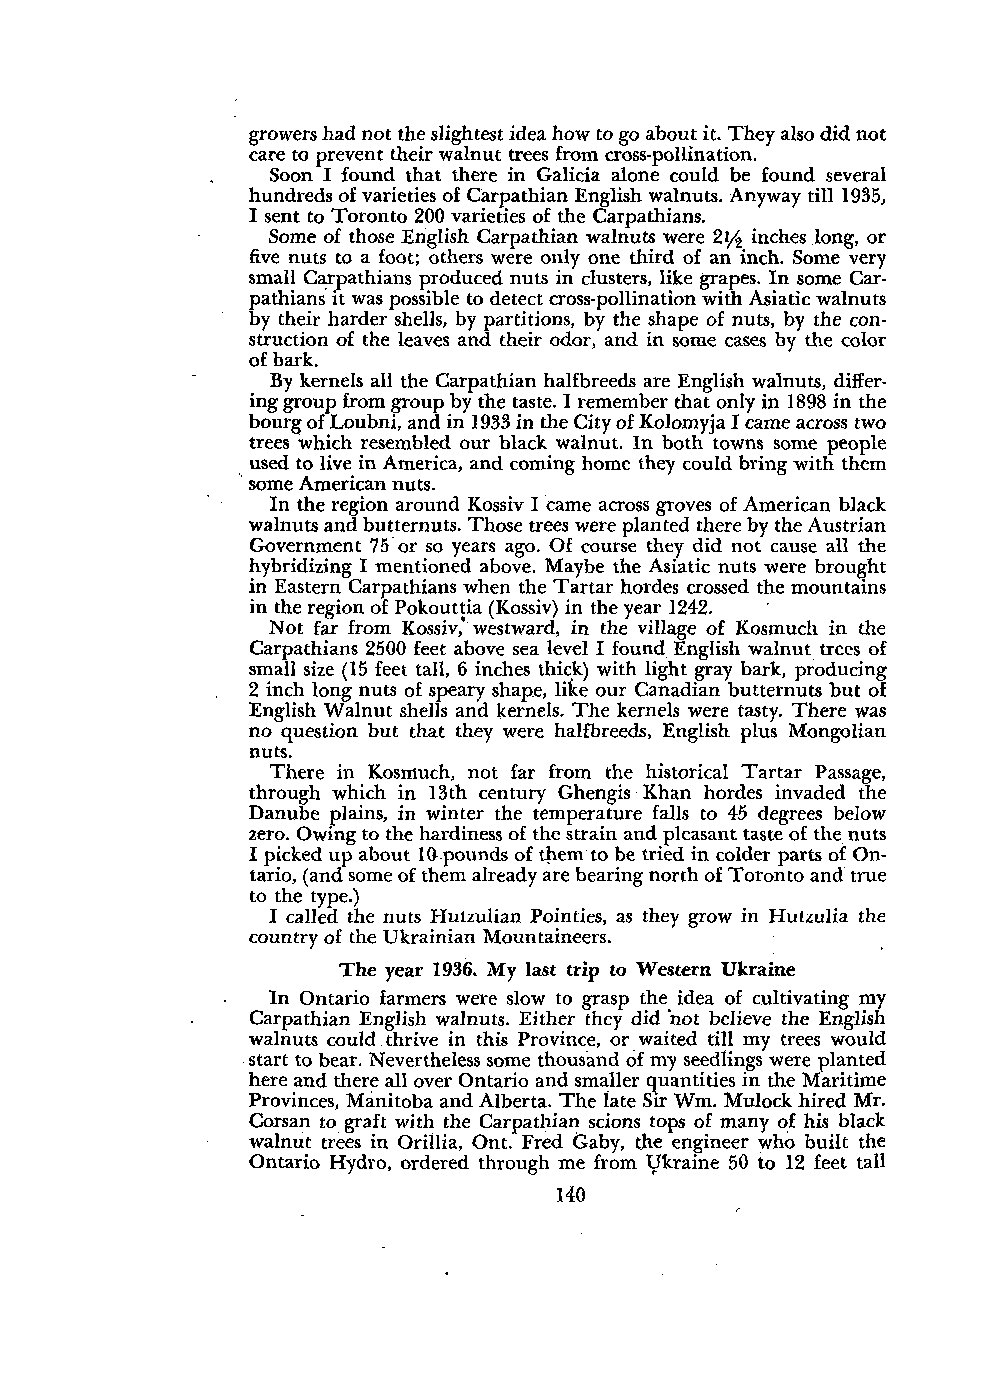 growers had not the slightest idea how to go about it. They also did not
care to prevent their walnut trees from cross-pollination.
Soon I found that there in Galicia alone could be found several
hundreds of varieties of Carpathian English walnuts. Anyway till 1935,
I sent to Toronto 200 varieties of the Carpathians.
Some of those English Carpathian walnuts were 2½ inches long, or
five nuts to a foot; others were only one third of an inch. Some very
small Carpathians produced nuts in clusters, like grapes. In some Car-
pathians it was possible to detect cross-pollination with Asiatic walnuts
by their harder shells, by partitions, by the shape of nuts, by the con-
struction of the leaves and their odor, and in some cases by the color
of bark.
By kernels all the Carpathian halfbreeds are English walnuts, differ-
ing group from group by the taste. I remember that only in 1898 in the
bourg of Loubni, and in 1933 in the City of Kolomyja I came across two
trees which resembled our black walnut. In both towns some people
used to live in America, and coming home they could bring with them
some American nuts.
In the region around Kossiv I came across groves of American black
walnuts and butternuts. Those trees were planted there by the Austrian
Government 75 or so years ago. Of course they did not cause all the
hybridizing I mentioned above. Maybe the Asiatic nuts were brought
in Eastern Carpathians when the Tartar hordes crossed the mountains
in the region of Pokouttia (Kossiv) in the year 1242.
Not far from Kossiv, westward, in the village of Kosmuch in the
Carpathians 2500 feet above sea level I found English walnut trees of
small size (15 feet tall, 6 inches thick) with light gray bark, producing
2 inch long nuts of speary shape, like our Canadian butternuts but of
English Walnut shells and kernels. The kernels were tasty. There was
no question but that they were halfbreeds, English plus Mongolian
nuts.
There in Kosmuch, not far from the historical Tartar Passage,
through which in 13th century Ghengis Khan hordes invaded the
Danube plains, in winter the temperature falls to 45 degrees below
zero. Owing to the hardiness of the strain and pleasant taste of the nuts
I picked up about 10 pounds of them to be tried in colder parts of On-
tario, (and some of them already are bearing north of Toronto and true
to the type.)
I called the nuts Hutzulian Pointies, as they grow in Hutzulia the
country of the Ukrainian Mountaineers.
The year 1936. My last trip to Western Ukraine
In Ontario farmers were slow to grasp the idea of cultivating my
Carpathian English walnuts. Either they did not believe the English
walnuts could thrive in this Province, or waited till my trees would
start to bear. Nevertheless some thousand of my seedlings were planted
here and there all over Ontario and smaller quantities in the Maritime
Provinces, Manitoba and Alberta. The late Sir Wm. Mulock hired Mr.
Corsan to graft with the Carpathian scions tops of many of his black
walnut trees in Orillia, Ont. Fred Gaby, the engineer who built the
Ontario Hydro, ordered through me from Ukraine 50 to 12 feet tall
140